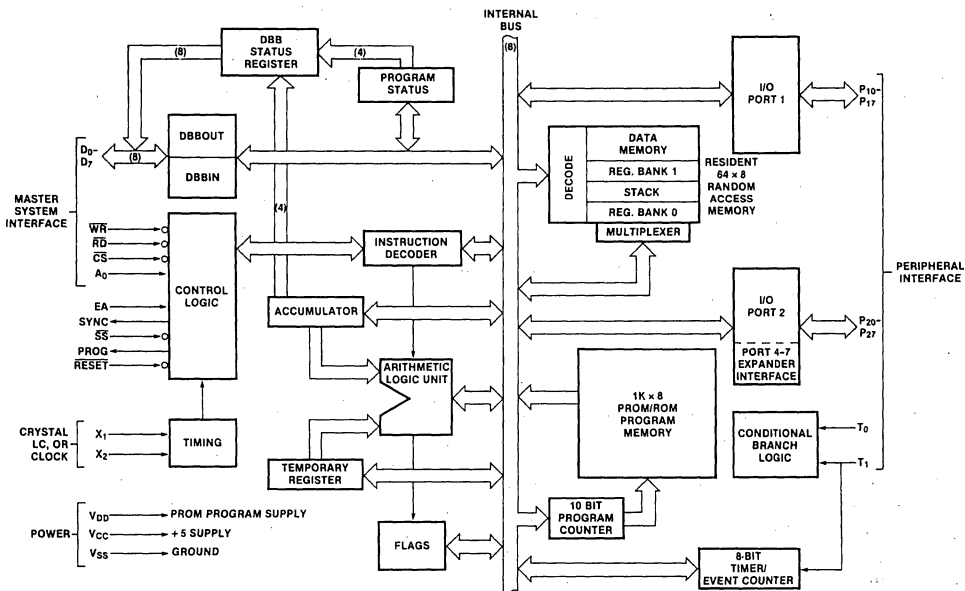 INTERNAL
BUS
(8)
DBB
STATUS
REGISTER
(8)
(4)
PROGRAM
STATUS
I/O
PORT 1
P10-
P17
D0-
D7
(8)
DBBOUT
DBBIN
DECODE
DATA
MEMORY
REG. BANK 1
STACK
REG. BANK 0
MULTIPLEXER
RESIDENT
64 × 8
RANDOM
ACCESS
MEMORY
MASTER
SYSTEM
INTERFACE
(4)
WR
RD
CS
A0
EA
SYNC
SS
PROG
RESET
CONTROL
LOGIC
INSTRUCTION
DECODER
ACCUMULATOR
PERIPHERAL
INTERFACE
I/O
PORT 2
P20-
P27
PORT 4-7
EXPANDER
INTERFACE
ARITHMETIC
LOGIC UNIT
1K × 8
PROM/ROM
PROGRAM
MEMORY
CRYSTAL
LC, OR
CLOCK
X1
X2
TIMING
TEMPORARY
REGISTER
CONDITIONAL
BRANCH
LOGIC
T0
T1
10 BIT
PROGRAM
COUNTER
POWER
VDD PROM PROGRAM SUPPLY
VCC +5 SUPPLY
VSS GROUND
FLAGS
8-BIT
TIMER/
EVENT COUNTER